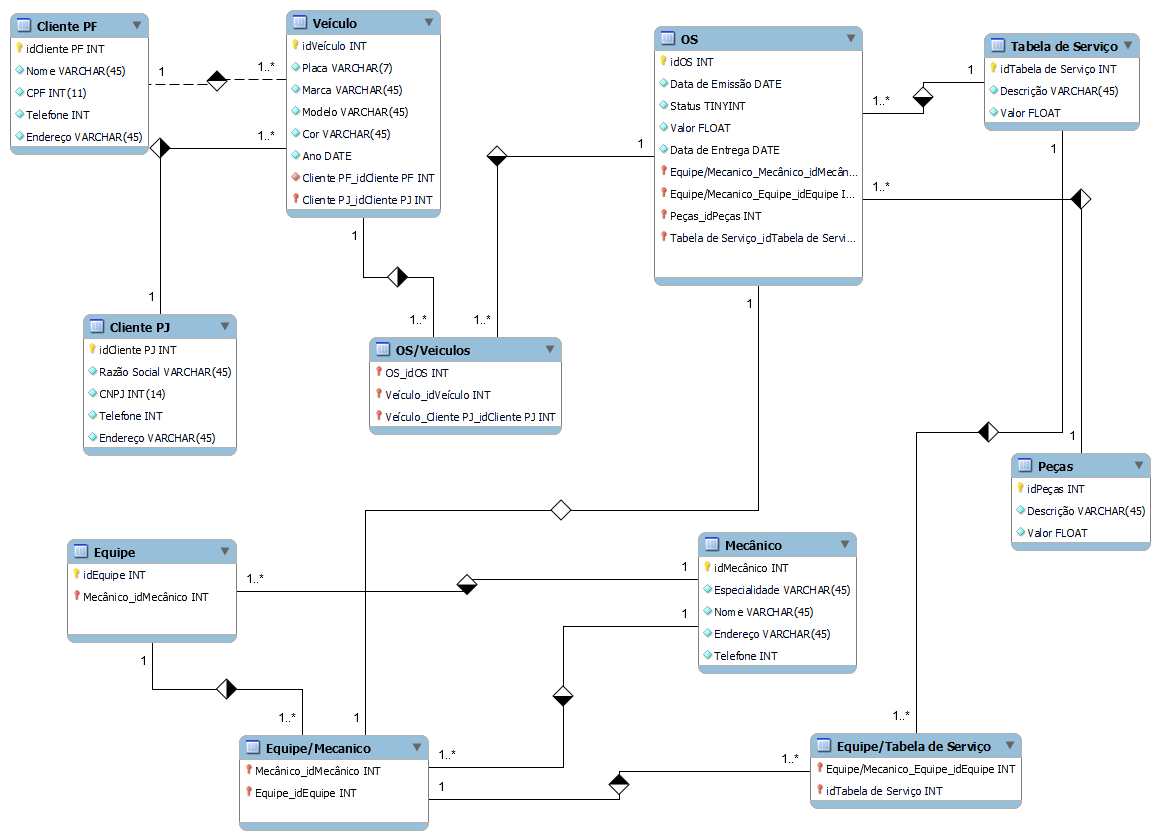 Cliente PF
idCliente PF INT
Nome VARCHAR(45)
CPF INT(11)
Telefone INT
Endereço VARCHAR(45)
1
1..*
Veículo
idVeículo INT
Placa VARCHAR(7)
Marca VARCHAR(45)
Modelo VARCHAR(45)
Cor VARCHAR(45)
Ano DATE
Cliente PF_idCliente PF INT
Cliente PJ_idCliente PJ INT
1..*
1
1
1..*
OS
idOS INT
Data de Emissão DATE
Status TINYINT
Valor FLOAT
Data de Entrega DATE
Equipe/Mecanico_Mecânico_idMecân...
Equipe/Mecanico_Equipe_idEquipe I...
Peças_idPeças INT
Tabela de Serviço_idTabela de Servi...
1
1..*
1..*
1
1..*
1
Tabela de Serviço
idTabela de Serviço INT
Descrição VARCHAR(45)
Valor FLOAT
1
1
Cliente PJ
idCliente PJ INT
Razão Social VARCHAR(45)
CNPJ INT(14)
Telefone INT
Endereço VARCHAR(45)
OS/Veiculos
OS_idOS INT
Veículo_idVeículo INT
Veículo_Cliente PJ_idCliente PJ INT
Peças
idPeças INT
Descrição VARCHAR(45)
Valor FLOAT
Equipe
idEquipe INT
Mecânico_idMecânico INT
1..*
1
1
1
Mecânico
idMecânico INT
Especialidade VARCHAR(45)
Nome VARCHAR(45)
Endereço VARCHAR(45)
Telefone INT
1..*
1
1..*
Equipe/Mecanico
Mecânico_idMecânico INT
Equipe_idEquipe INT
1..*
1
1..*
Equipe/Tabela de Serviço
Equipe/Mecanico_Equipe_idEquipe INT
idTabela de Serviço INT